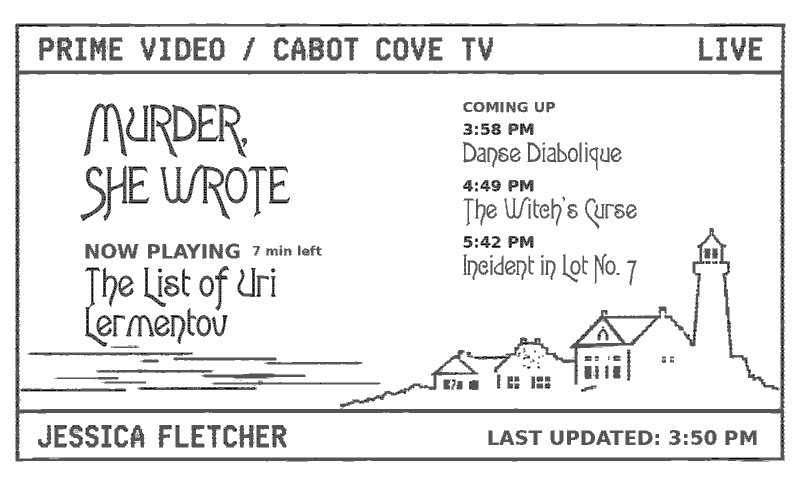 PRIME VIDEO / CABOT COVE TV
LIVE
MURDER,
SHE WROTE
NOW PLAYING 7 min left
The List of Uri
Lermentov
COMING UP
3:58 PM
Danse Diabolique
4:49 PM
The Witch's Curse
5:42 PM
Incident in Lot No. 7
JESSICA FLETCHER
LAST UPDATED: 3:50 PM